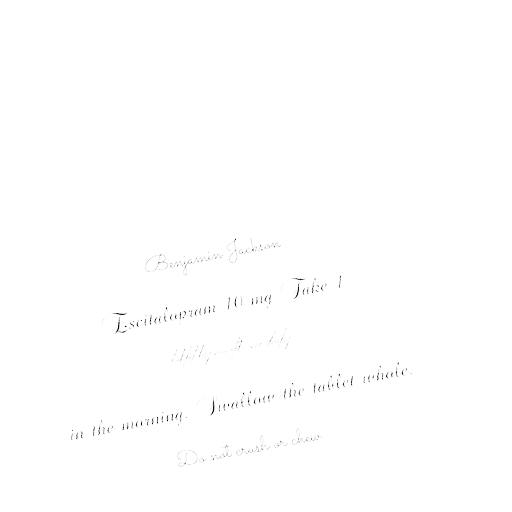 Benjamin Jackson
Escitalopram 10 mg Take 1
in the morning. Swallow the tablet whole.
Do not crush or chew